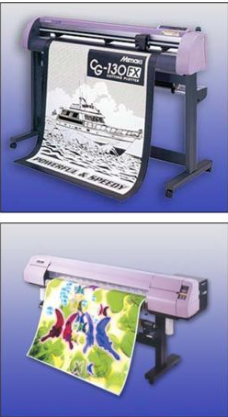 Mimaki
CG-130FX
CUTTING PLOTTER
POWERFUL & SPEEDY